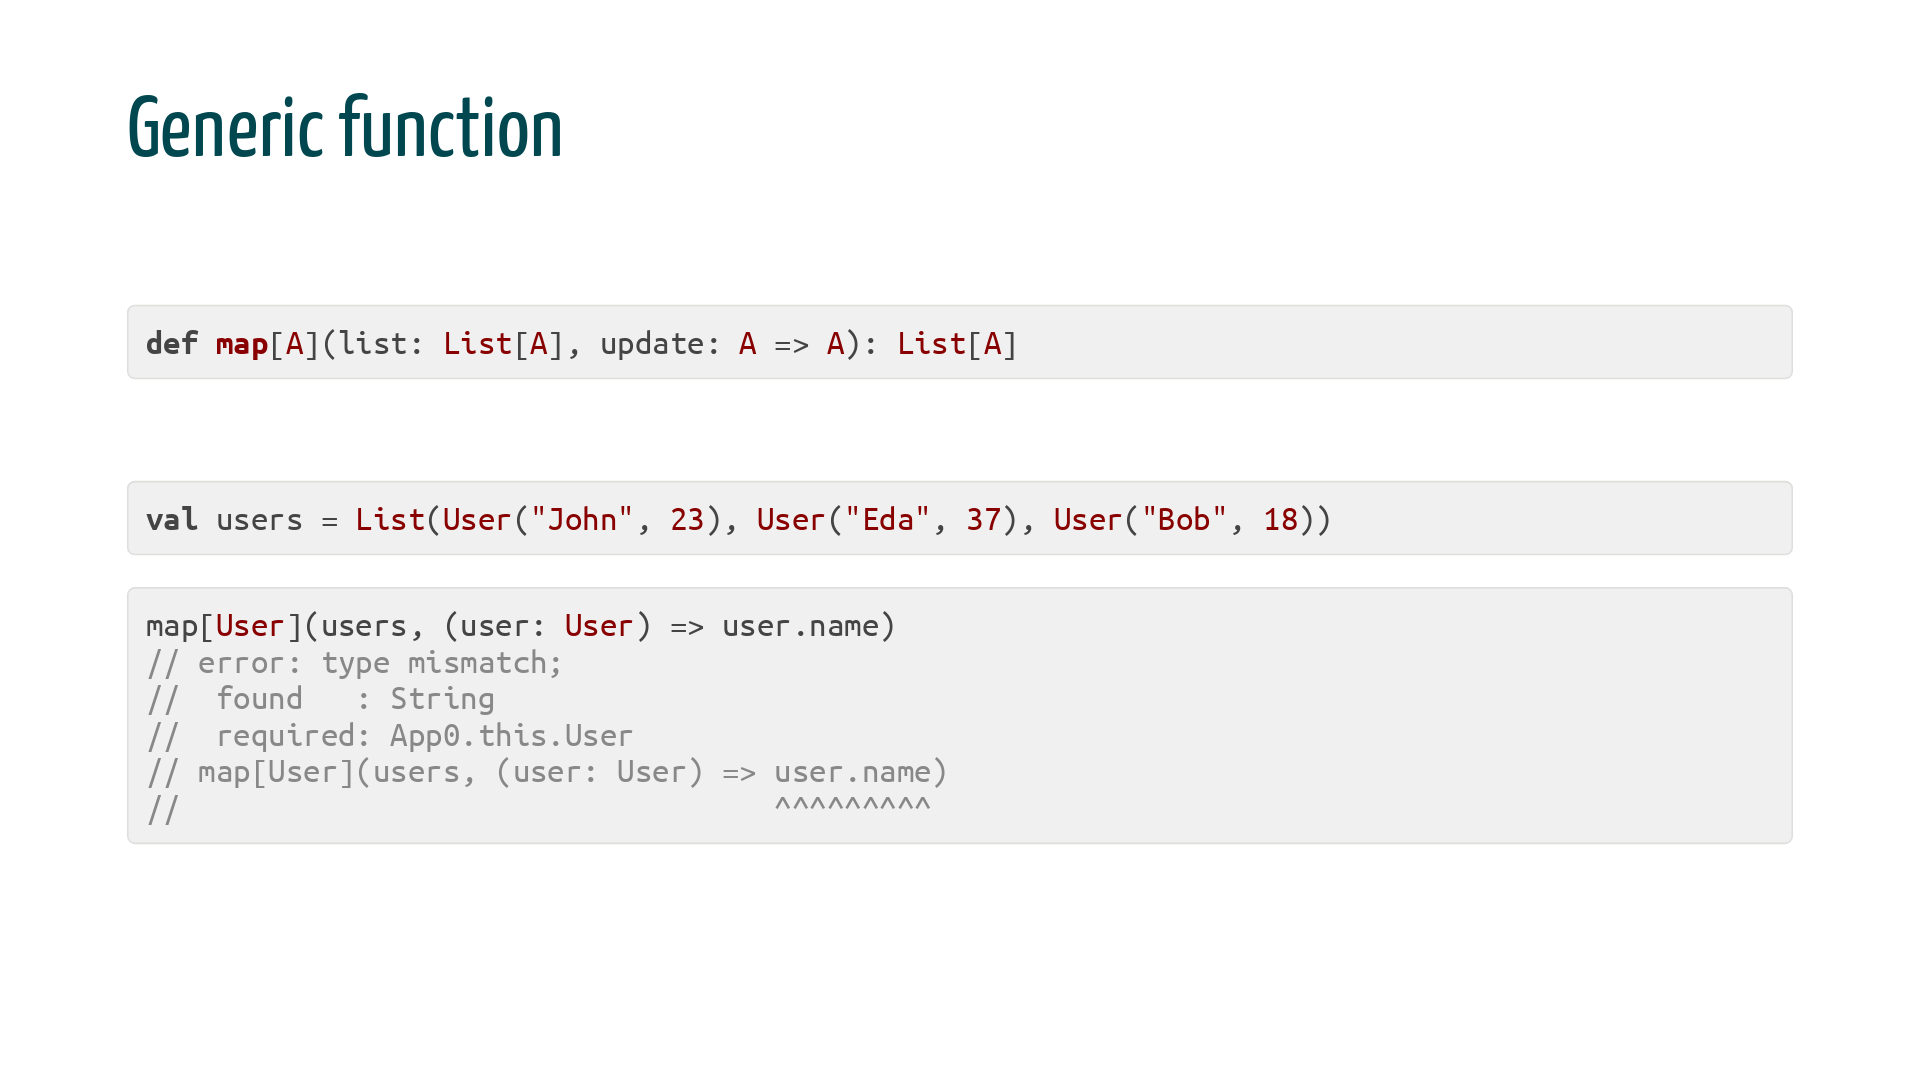 Generic function
def map[A](list: List[A], update: A => A): List[A]
val users = List(User("John", 23), User("Eda", 37), User("Bob", 18))
map[User](users, (user: User) => user.name)
// error: type mismatch;
//  found   : String
//  required: App0.this.User
// map[User](users, (user: User) => user.name)
//                                  ^^^^^^^^^